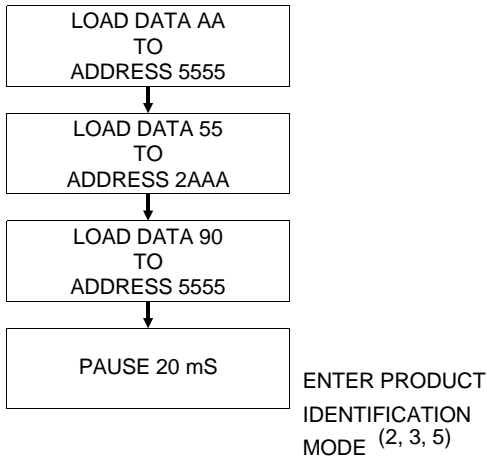 LOAD DATA AA
TO
ADDRESS 5555
LOAD DATA 55
TO
ADDRESS 2AAA
LOAD DATA 90
TO
ADDRESS 5555
PAUSE 20 mS
ENTER PRODUCT
IDENTIFICATION
MODE (2, 3, 5)